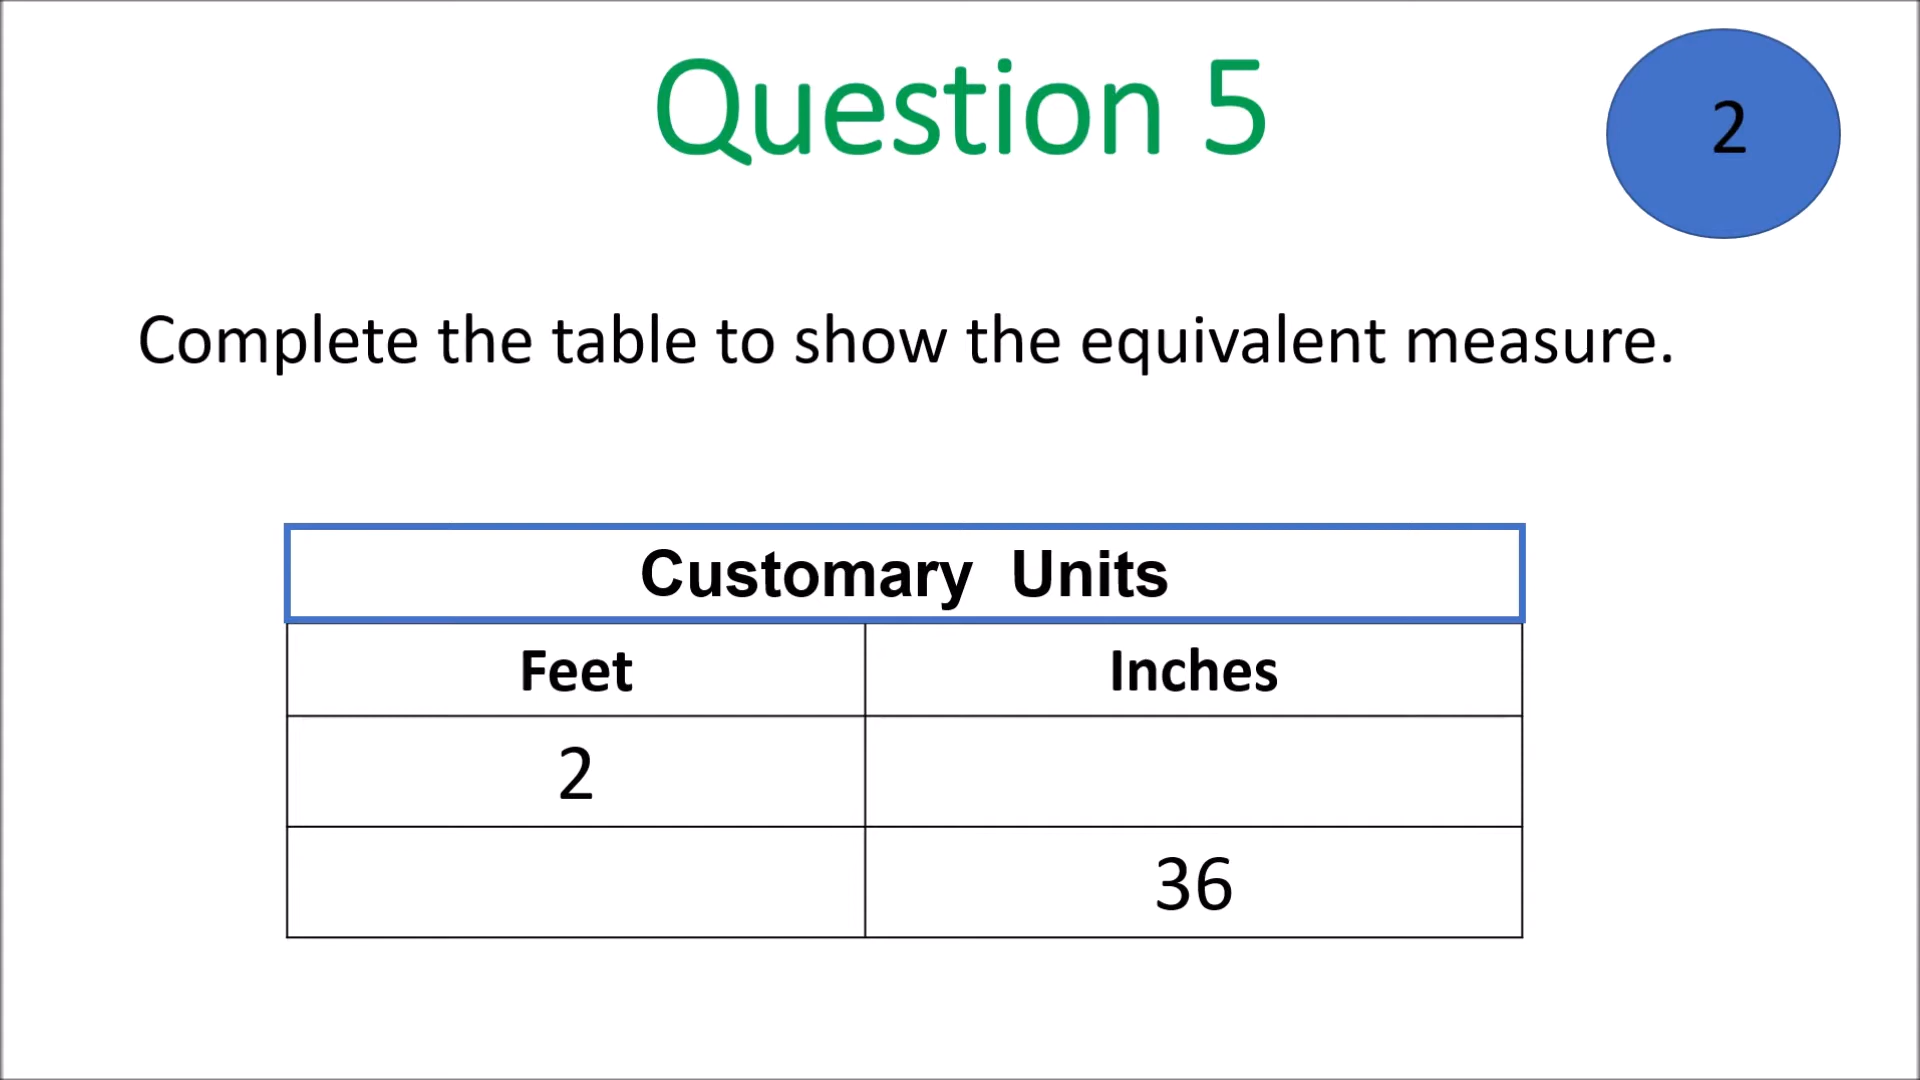 Question 5
2
Complete the table to show the equivalent measure.
Customary Units
Feet Inches
2
36